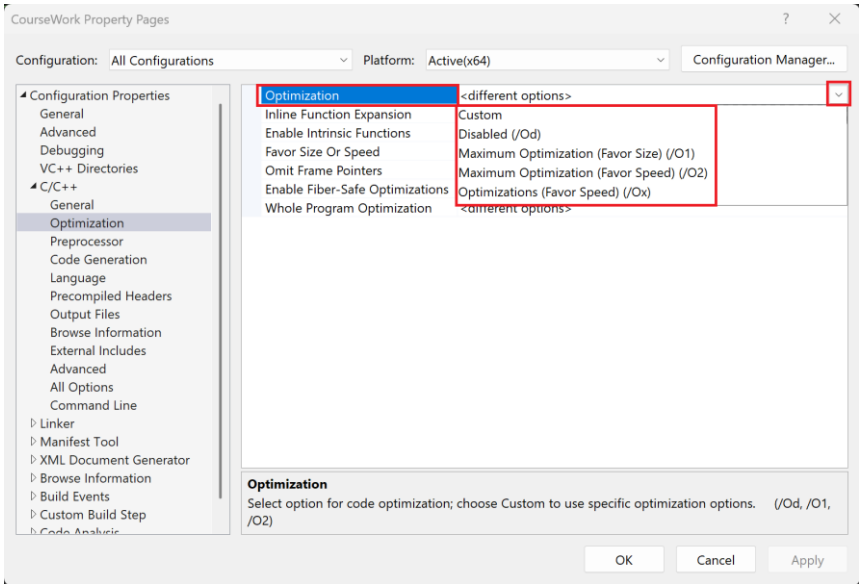 CourseWork Property Pages
?
Configuration: All Configurations Platform: Active(x64) Configuration Manager...
Configuration Properties
General
Advanced
Debugging
VC++ Directories
C/C++
General
Optimization
Preprocessor
Code Generation
Language
Precompiled Headers
Output Files
Browse Information
External Includes
Advanced
All Options
Command Line
Linker
Manifest Tool
XML Document Generator
Browse Information
Build Events
Custom Build Step
Code Analysis
Optimization <different options>
Inline Function Expansion
Enable Intrinsic Functions
Favor Size Or Speed
Omit Frame Pointers
Enable Fiber-Safe Optimizations
Whole Program Optimization <different options>
Custom
Disabled (/Od)
Maximum Optimization (Favor Size) (/O1)
Maximum Optimization (Favor Speed) (/O2)
Optimizations (Favor Speed) (/Ox)
Optimization
Select option for code optimization; choose Custom to use specific optimization options. (/Od, /O1,
/O2)
OK Cancel Apply